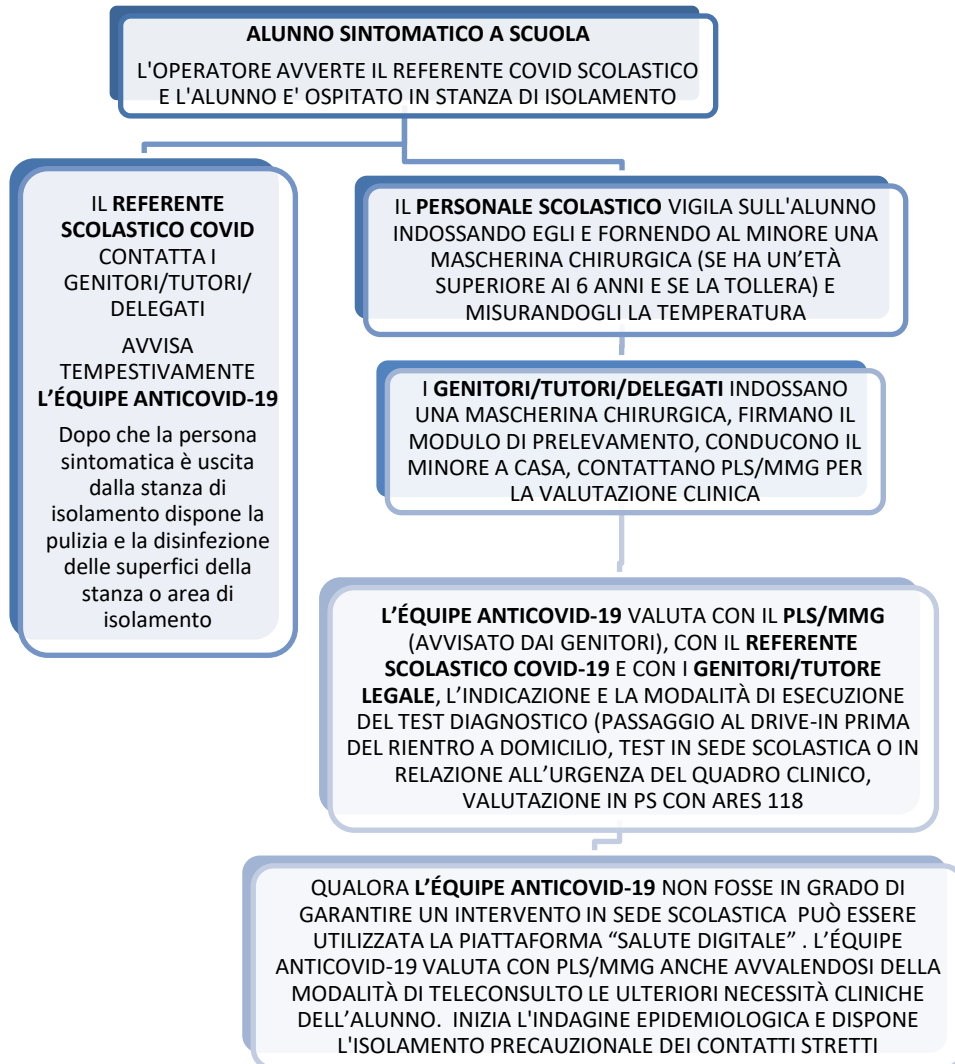 ALUNNO SINTOMATICO A SCUOLA
L'OPERATORE AVVERTE IL REFERENTE COVID SCOLASTICO
E L'ALUNNO E' OSPITATO IN STANZA DI ISOLAMENTO
IL REFERENTE
SCOLASTICO COVID
CONTATTA I
GENITORI/TUTORI/
DELEGATI
AVVISA
TEMPESTIVAMENTE
L’ÉQUIPE ANTICOVID-19
Dopo che la persona
sintomatica è uscita
dalla stanza di
isolamento dispone la
pulizia e la disinfezione
delle superfici della
stanza o area di
isolamento
IL PERSONALE SCOLASTICO VIGILA SULL'ALUNNO
INDOSSANDO EGLI E FORNENDO AL MINORE UNA
MASCHERINA CHIRURGICA (SE HA UN’ETÀ
SUPERIORE AI 6 ANNI E SE LA TOLLERA) E
MISURANDOGLI LA TEMPERATURA
I GENITORI/TUTORI/DELEGATI INDOSSANO
UNA MASCHERINA CHIRURGICA, FIRMANO IL
MODULO DI PRELEVAMENTO, CONDUCONO IL
MINORE A CASA, CONTATTANO PLS/MMG PER
LA VALUTAZIONE CLINICA
L’ÉQUIPE ANTICOVID-19 VALUTA CON IL PLS/MMG
(AVVISATO DAI GENITORI), CON IL REFERENTE
SCOLASTICO COVID-19 E CON I GENITORI/TUTORE
LEGALE, L’INDICAZIONE E LA MODALITÀ DI ESECUZIONE
DEL TEST DIAGNOSTICO (PASSAGGIO AL DRIVE-IN PRIMA
DEL RIENTRO A DOMICILIO, TEST IN SEDE SCOLASTICA O IN
RELAZIONE ALL’URGENZA DEL QUADRO CLINICO,
VALUTAZIONE IN PS CON ARES 118
QUALORA L’ÉQUIPE ANTICOVID-19 NON FOSSE IN GRADO DI
GARANTIRE UN INTERVENTO IN SEDE SCOLASTICA PUÒ ESSERE
UTILIZZATA LA PIATTAFORMA “SALUTE DIGITALE” . L’ÉQUIPE
ANTICOVID-19 VALUTA CON PLS/MMG ANCHE AVVALENDOSI DELLA
MODALITÀ DI TELECONSULTO LE ULTERIORI NECESSITÀ CLINICHE
DELL’ALUNNO. INIZIA L'INDAGINE EPIDEMIOLOGICA E DISPONE
L'ISOLAMENTO PRECAUZIONALE DEI CONTATTI STRETTI